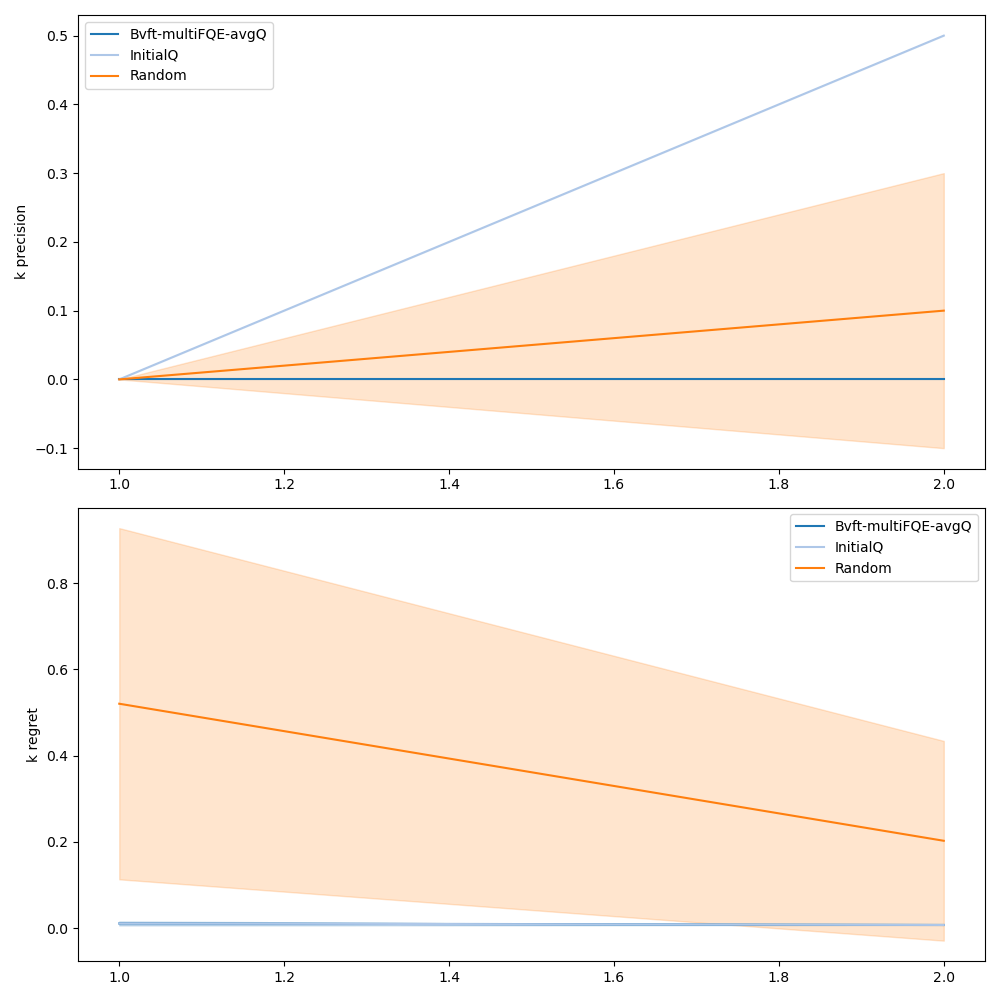 Bvft-multiFQE-avgQ
InitialQ
Random
k precision
0.5
0.4
0.3
0.2
0.1
0.0
−0.1
1.0 1.2 1.4 1.6 1.8 2.0
Bvft-multiFQE-avgQ
InitialQ
Random
k regret
0.8
0.6
0.4
0.2
0.0
1.0 1.2 1.4 1.6 1.8 2.0